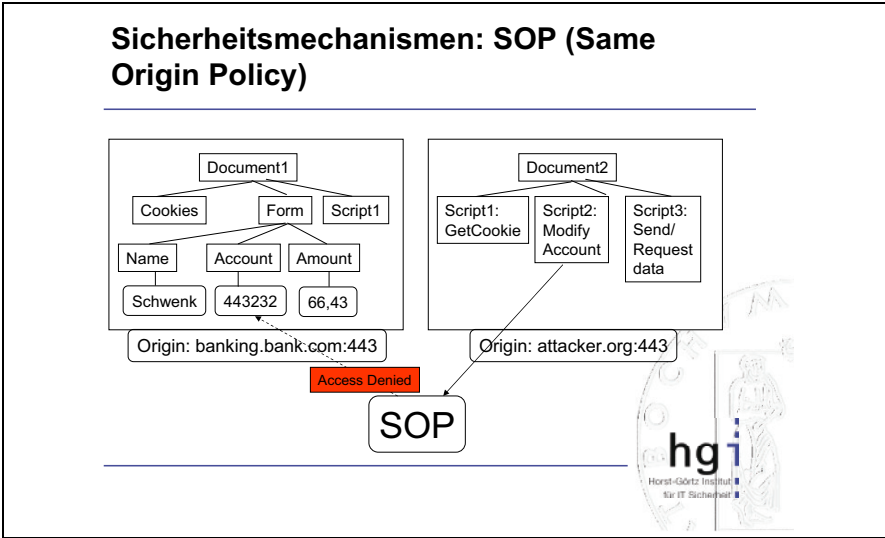 Sicherheitsmechanismen: SOP (Same
Origin Policy)
Document1
Cookies
Form
Script1
Name
Account
Amount
Schwenk
443232
66,43
Origin: banking.bank.com:443
Document2
Script1:
GetCookie
Script2:
Modify
Account
Script3:
Send/
Request
data
Origin: attacker.org:443
Access Denied
SOP
hgi
Horst-Görtz Institut
für IT Sicherheit